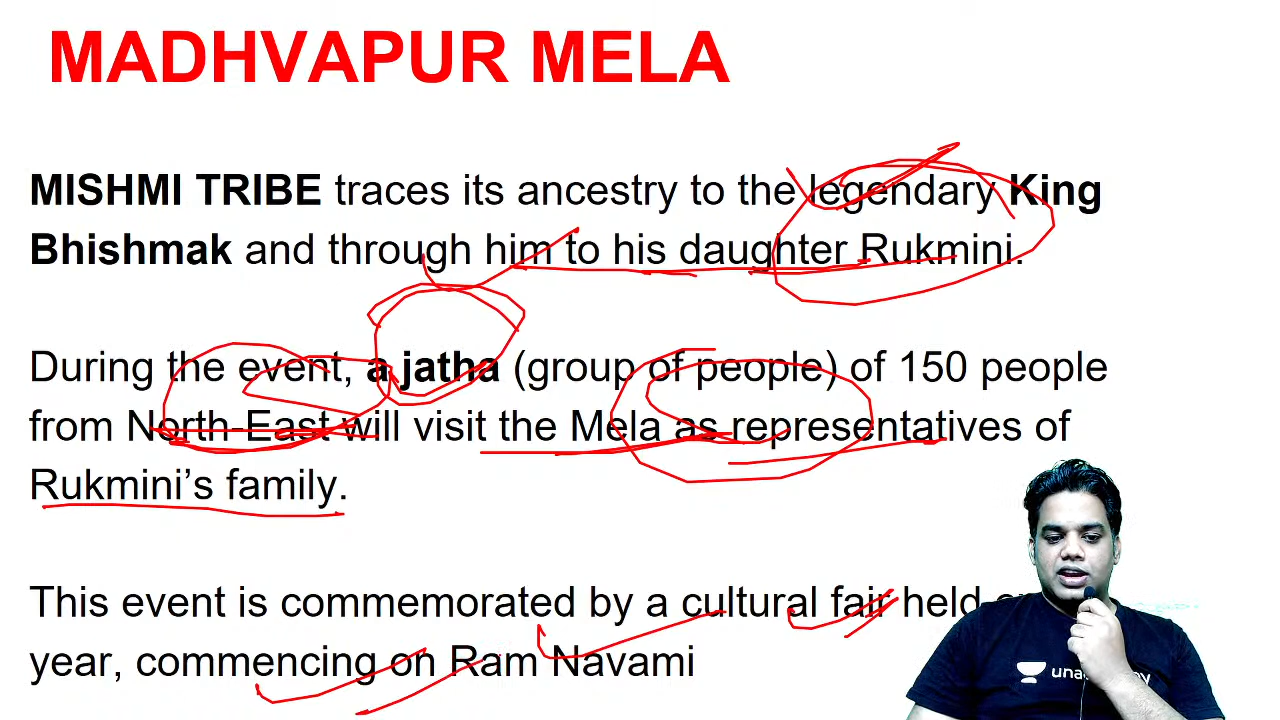 MADHVAPUR MELA
MISHMI TRIBE traces its ancestry to the legendary King
Bhishmak and through him to his daughter Rukmini.
During the event, a jatha (group of people) of 150 people
from North-East will visit the Mela as representatives of
Rukmini's family.
This event is commemorated by a cultural fair held
year, commencing on Ram Navami